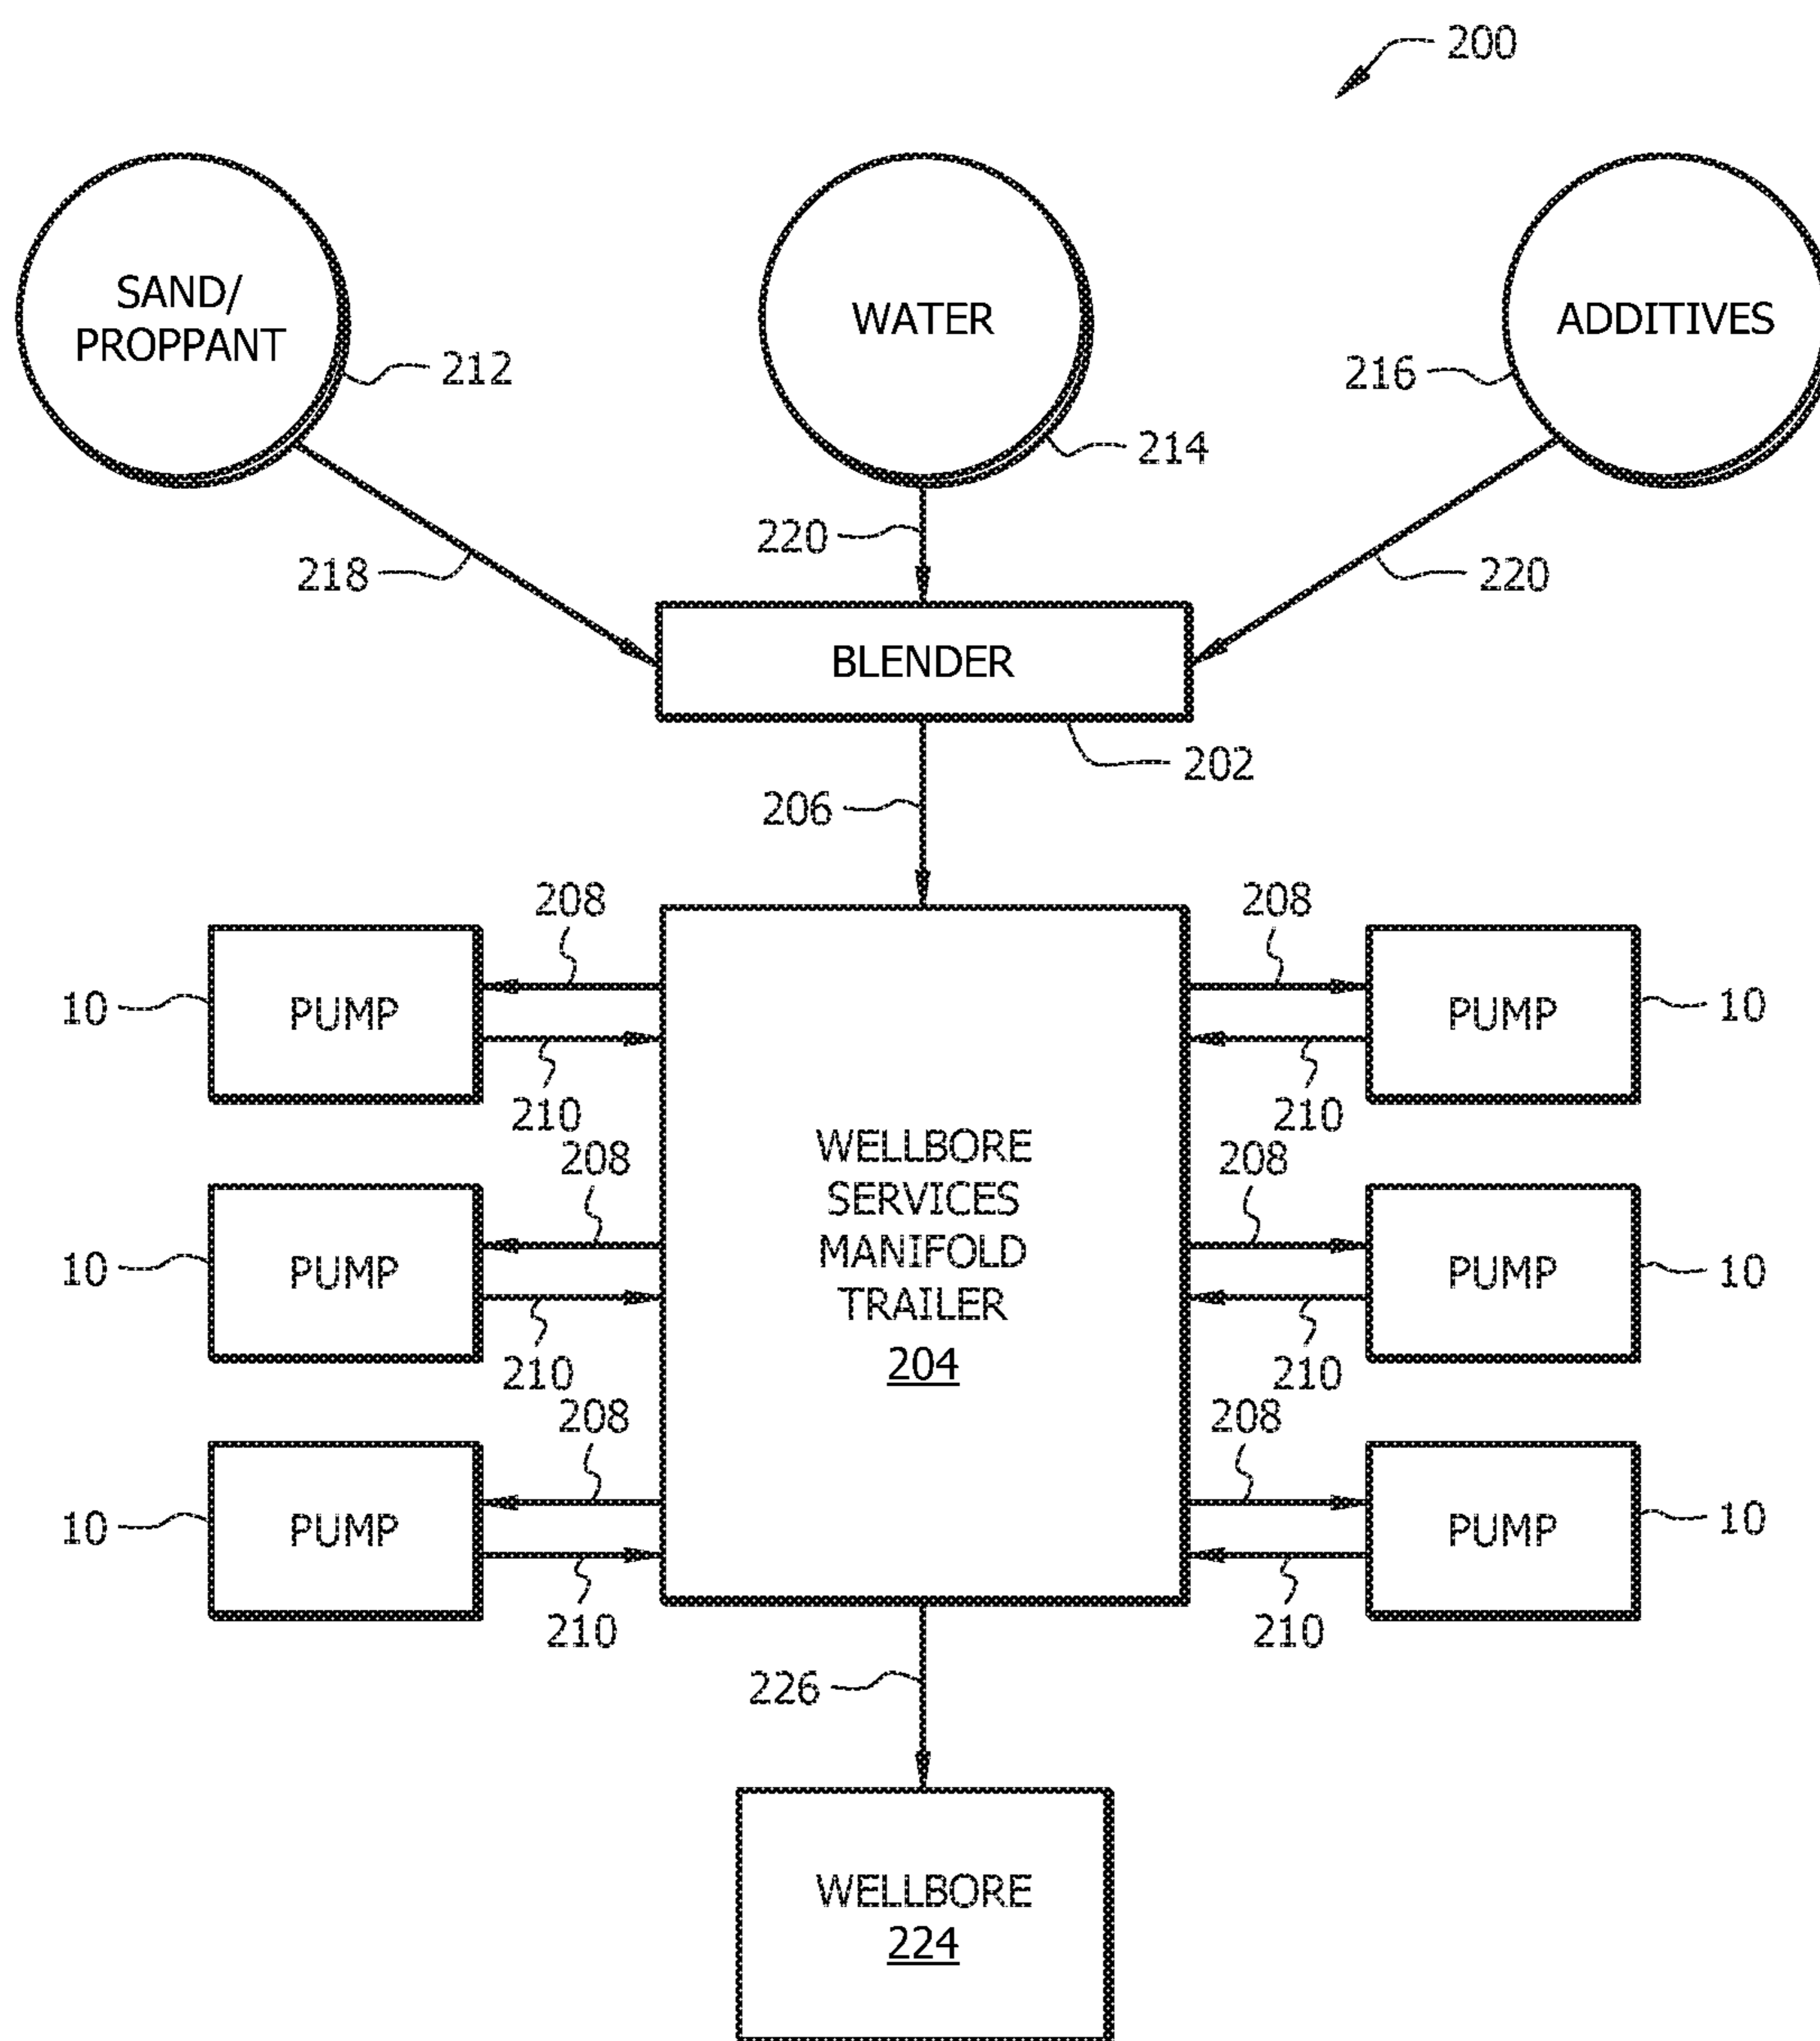 200
SAND/
PROPPANT
WATER
ADDITIVES
212
216
214
220
218
220
BLENDER
202
206
208
208
10
PUMP
PUMP
10
210
210
WELLBORE
SERVICES
MANIFOLD
TRAILER
204
208
208
10
PUMP
PUMP
10
210
210
208
208
10
PUMP
PUMP
10
210
210
226
WELLBORE
224